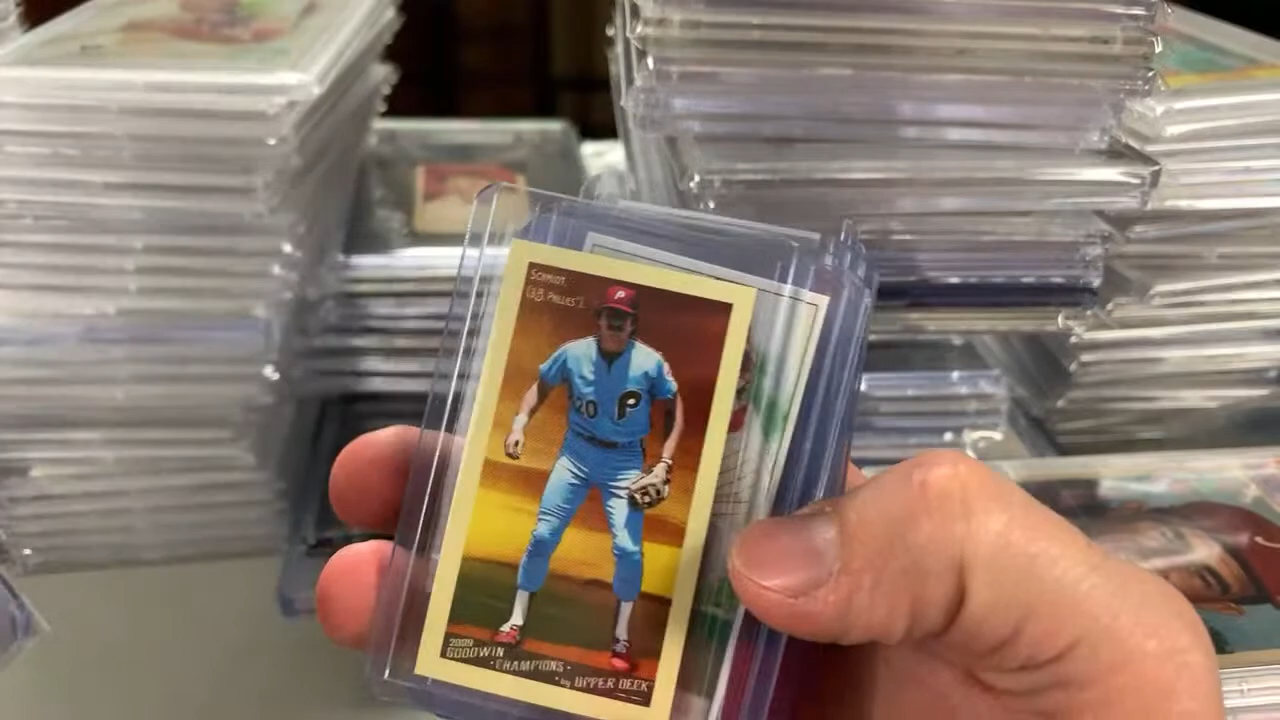 SCHMIDT,
(3B, PHILLIES").
20 P
P
2009
GOODWIN
·CHAMPIONS·
·by UPPER DECK